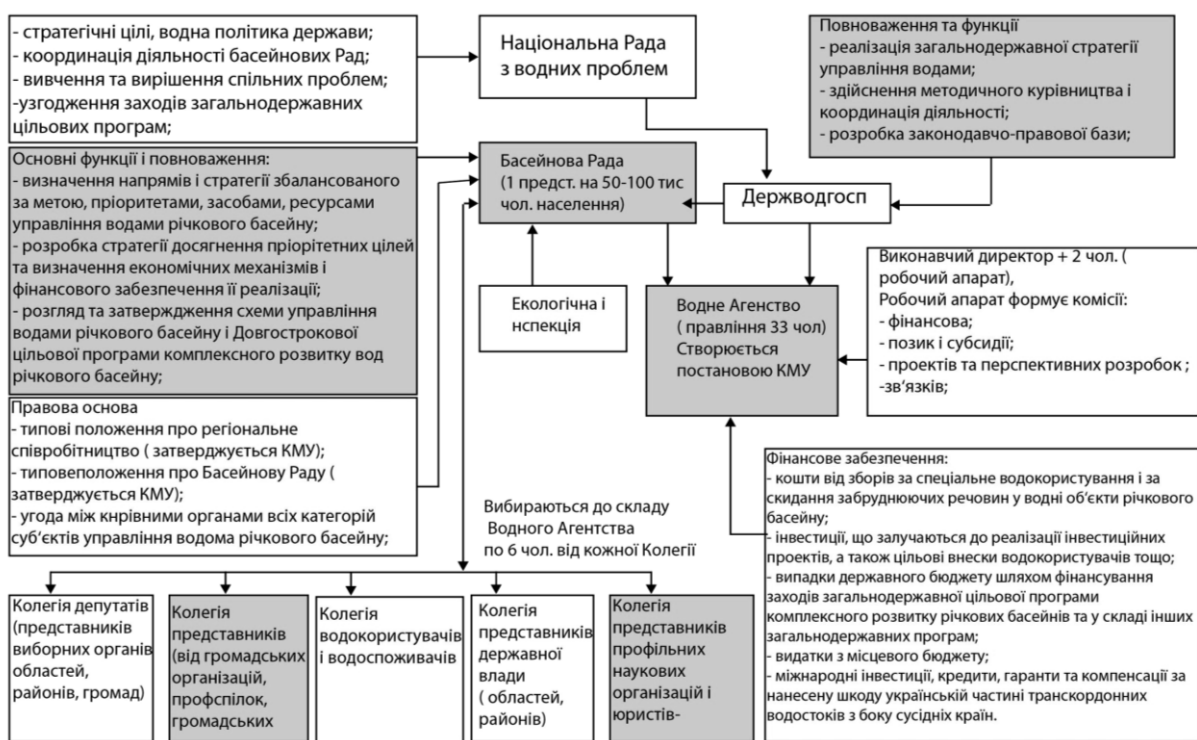 - стратегічні цілі, водна політика держави;
- координація діяльності басейнових Рад;
- вивчення та вирішення спільних проблем;
-узгодження заходів загальнодержавних
цільових програм;
Національна Рада
з водних проблем
Повноваження та функції
- реалізація загальнодержавної стратегії
управління водами;
- здійснення методичного курівництва і
координація діяльності;
- розробка законодавчо-правової бази;
Основні функції і повноваження:
- визначення напрямів і стратегії збалансованого
за метою, пріоритетами, засобами, ресурсами
управління водами річкового басейну;
- розробка стратегії досягнення пріорітетних цілей
та визначення економічних механізмів і
фінансового забезпечення її реалізації;
- розгляд та затвердження схеми управління
водами річкового басейну і Довгострокової
цільової програми комплексного розвитку вод
річкового басейну;
Басейнова Рада
(1 предст. на 50-100 тис
чол. населення)
Держводгосп
Екологічна і
нспекція
Водне Агенство
( правління 33 чол)
Створюється
постановою КМУ
Виконавчий директор + 2 чол. (
робочий апарат),
Робочий апарат формує комісії:
- фінансова;
- позик і субсидії;
- проектів та перспективних розробок ;
-зв'язків;
Правова основа
- типові положення про регіональне
співробітництво ( затверджується КМУ);
- типовеположення про Басейнову Раду (
затверджується КМУ);
- угода між кнрівними органами всіх категорій
суб'єктів управління водома річкового басейну;
Вибираються до складу
Водного Агентства
по 6 чол. від кожної Колегії
Фінансове забезпечення:
- кошти від зборів за спеціальне водокористування і за
скидання забруднюючих речовин у водні об'єкти річкового
басейну;
- інвестиції, що залучаються до реалізації інвестиційних
проектів, а також цільові внески водокористувачів тощо;
- випадки державного бюджету шляхом фінансування
заходів загальнодержавної цільової програми
комплексного розвитку річкових басейнів та у складі інших
загальнодержавних програм;
- видатки з місцевого бюджету;
- міжнародні інвестиції, кредити, гаранти та компенсації за
нанесену шкоду українській частині транскордонних
водостоків з боку сусідніх країн.
Колегія депутатів
(представників
виборних органів
областей,
районів, громад)
Колегія
представників
(від громадських
організацій,
профспілок,
громадських
Колегія
водокористувачів
і водоспоживачів
Колегія
представників
державної
влади
( областей,
районів)
Колегія
представників
профільних
наукових
організацій і
юристів-